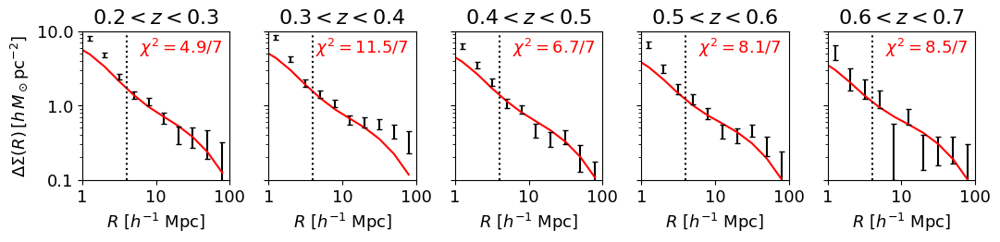 0.2 < z < 0.3 0.3 < z < 0.4 0.4 < z < 0.5 0.5 < z < 0.6 0.6 < z < 0.7
χ² = 4.9/7 χ² = 11.5/7 χ² = 6.7/7 χ² = 8.1/7 χ² = 8.5/7
ΔΣ(R) [h M⊙ pc⁻²]
10.0
1.0
0.1
1 10 100 1 10 100 1 10 100 1 10 100 1 10 100
R [h⁻¹ Mpc] R [h⁻¹ Mpc] R [h⁻¹ Mpc] R [h⁻¹ Mpc] R [h⁻¹ Mpc]